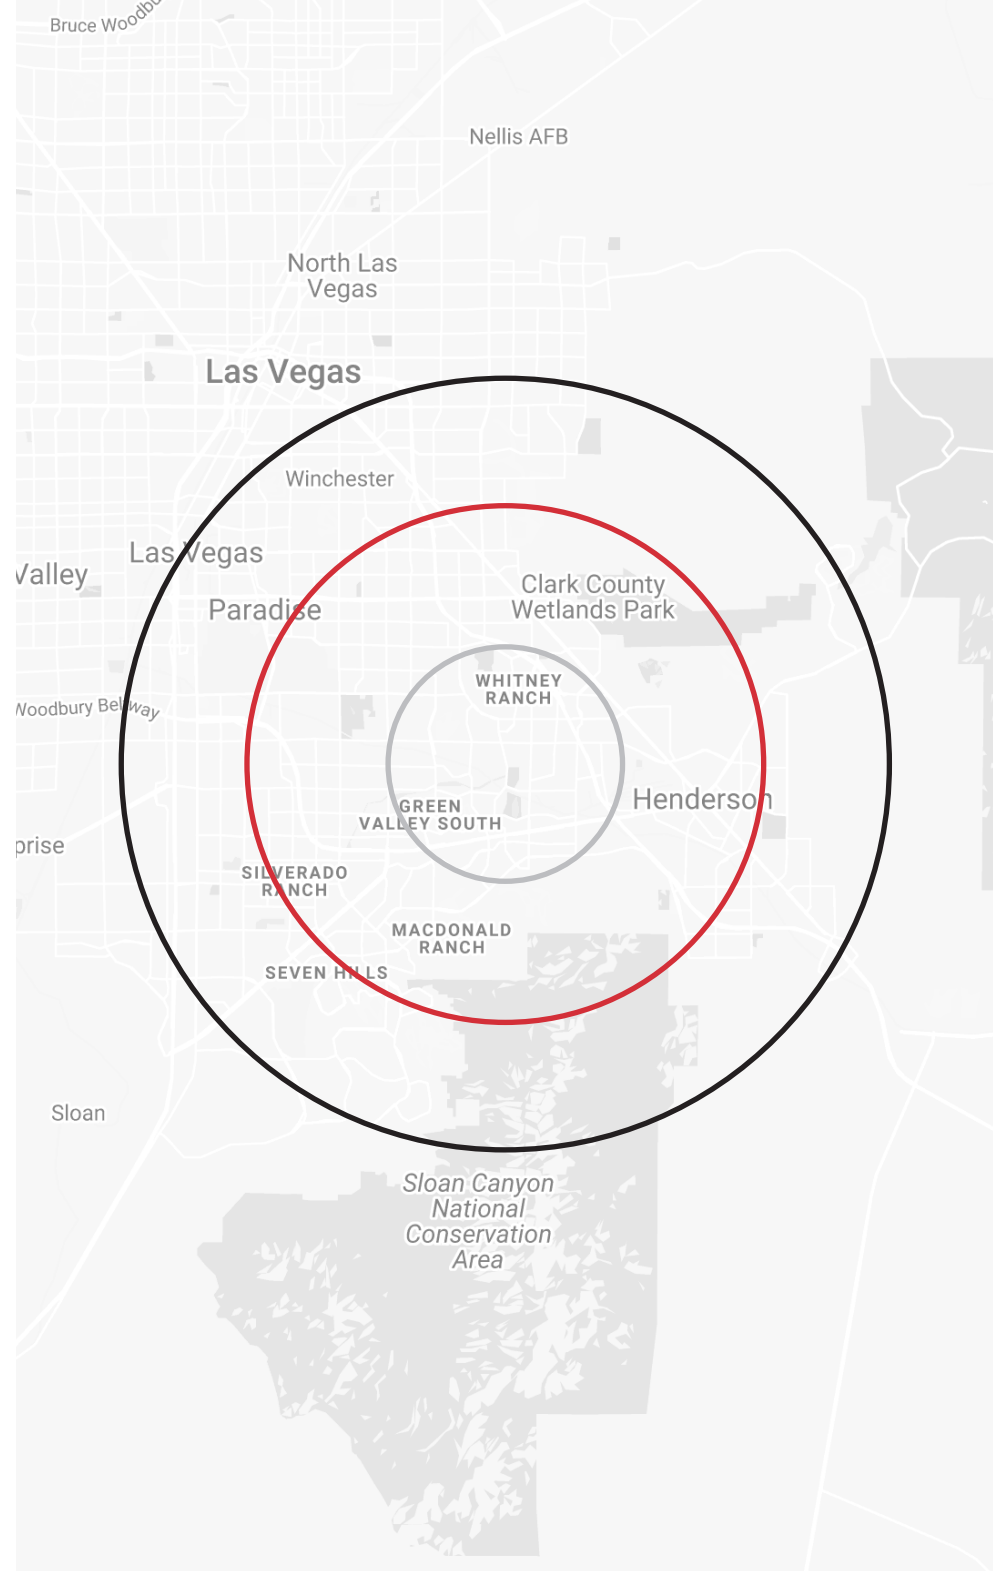 Bruce Woodbu
Nellis AFB
North Las
Vegas
Las Vegas
Winchester
Las Vegas
Valley
Clark County
Wetlands Park
Paradise
WHITNEY
RANCH
Woodbury Beltway
Henderson
GREEN
VALLEY SOUTH
prise
SILVERADO
RANCH
MACDONALD
RANCH
SEVEN HILLS
Sloan
Sloan Canyon
National
Conservation
Area